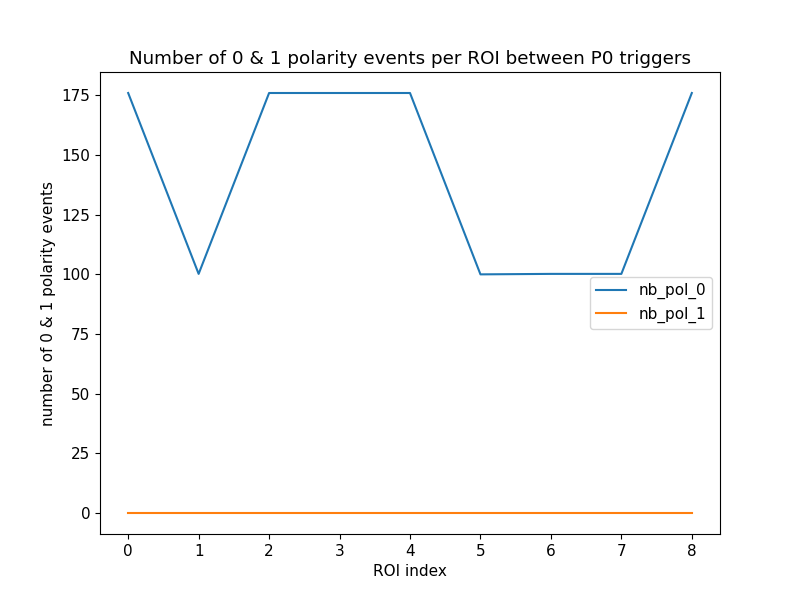 Number of 0 & 1 polarity events per ROI between P0 triggers
number of 0 & 1 polarity events
175
150
125
100
75
50
25
0
nb_pol_0
nb_pol_1
0 1 2 3 4 5 6 7 8
ROI index